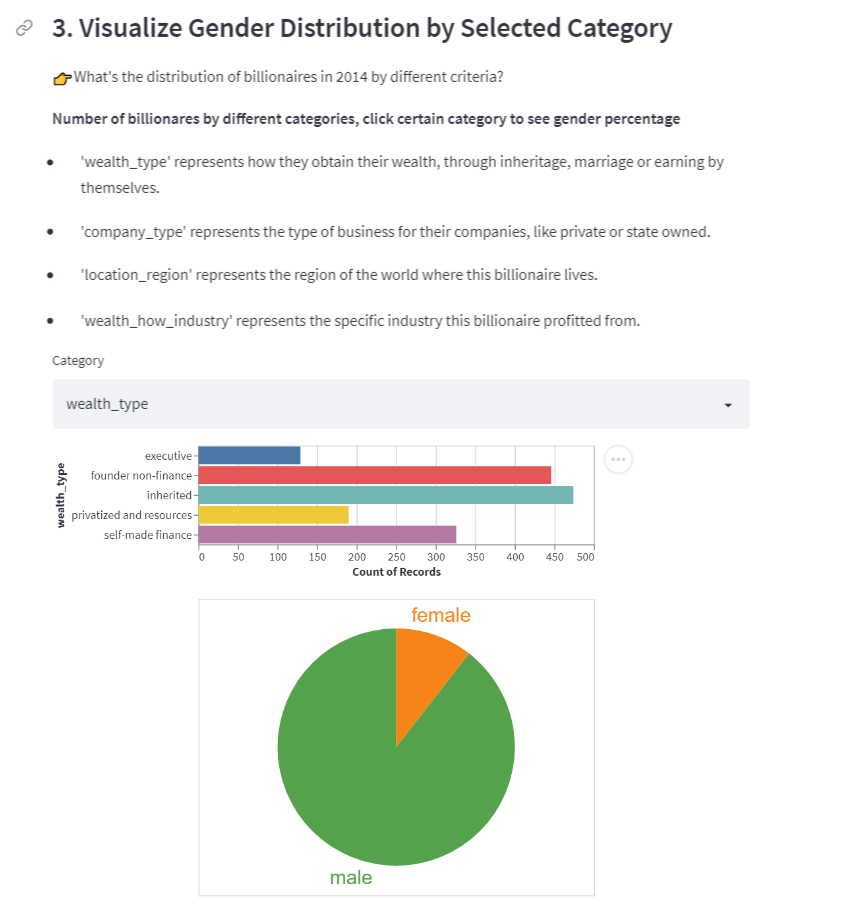 3. Visualize Gender Distribution by Selected Category
👉What's the distribution of billionaires in 2014 by different criteria?
Number of billionares by different categories, click certain category to see gender percentage
• 'wealth_type' represents how they obtain their wealth, through inheritage, marriage or earning by
themselves.
• 'company_type' represents the type of business for their companies, like private or state owned.
• 'location_region' represents the region of the world where this billionaire lives.
• 'wealth_how_industry' represents the specific industry this billionaire profitted from.
Category
wealth_type
wealth_type
executive
founder non-finance
inherited
privatized and resources
self-made finance
0 50 100 150 200 250 300 350 400 450 500
Count of Records
female
male